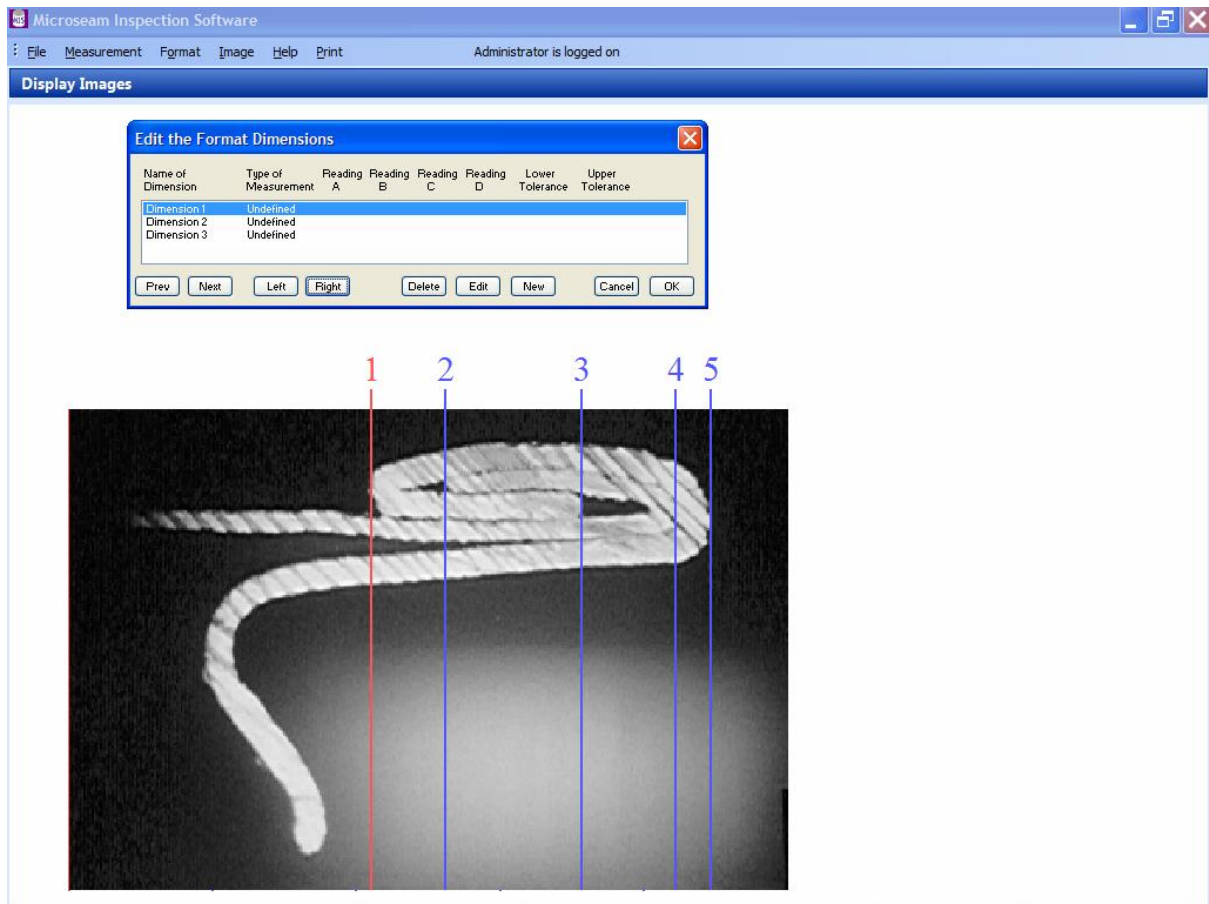 Microseam Inspection Software
File Measurement Format Image Help Print Administrator is logged on
Display Images
Edit the Format Dimensions
Name of Type of Reading Reading Reading Reading Lower Upper
Dimension Measurement A B C D Tolerance Tolerance
Dimension 1 Undefined
Dimension 2 Undefined
Dimension 3 Undefined
Prev Next Left Right Delete Edit New Cancel OK
1 2 3 4 5